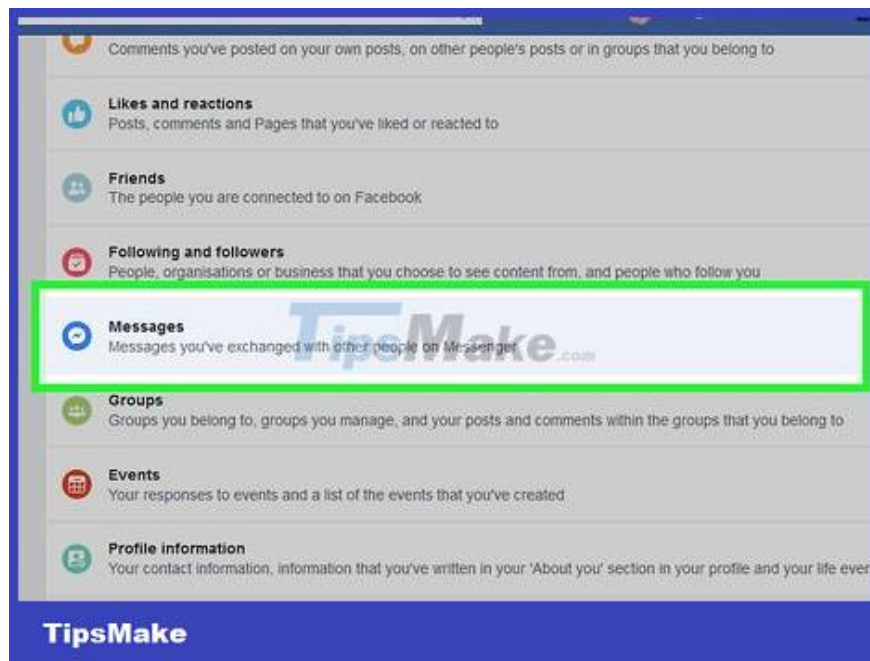 Comments you've posted on your own posts, on other people's posts or in groups that you belong to
Likes and reactions
Posts, comments and Pages that you've liked or reacted to
Friends
The people you are connected to on Facebook
Following and followers
People, organisations or business that you choose to see content from, and people who follow you
Messages
Messages you've exchanged with other people on Messenger
TipsMake.com
Groups
Groups you belong to, groups you manage, and your posts and comments within the groups that you belong to
Events
Your responses to events and a list of the events that you've created
Profile information
Your contact information, information that you've written in your 'About you' section in your profile and your life ever
TipsMake